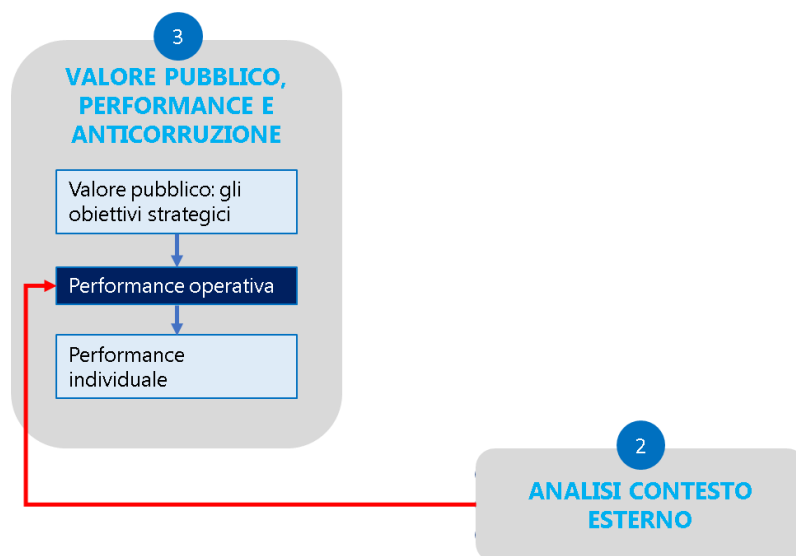 3
VALORE PUBBLICO,
PERFORMANCE E
ANTICORRUZIONE
Valore pubblico: gli
obiettivi strategici
Performance operativa
Performance
individuale
2
ANALISI CONTESTO
ESTERNO